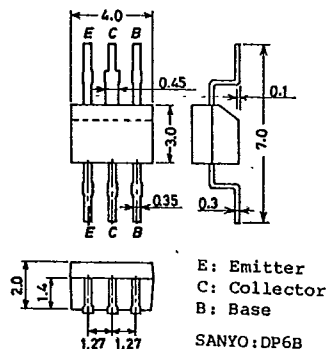 4.0
E C B
0.45
0.1
3.0
7.0
0.35
0.3
E C B
2.0
1.4
1.27 1.27
E: Emitter
C: Collector
B: Base
SANYO:DP6B